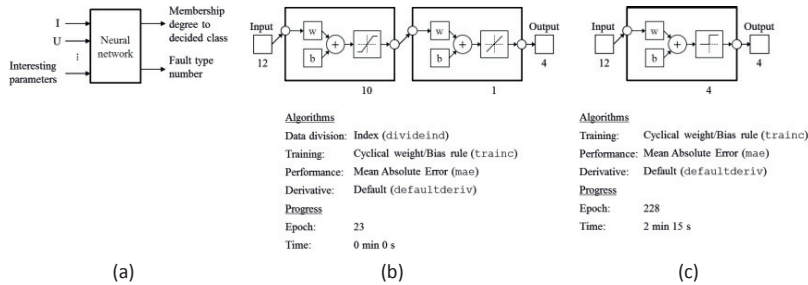 I
U
⋮
Interesting
parameters
Neural
network
Membership
degree to
decided class
Fault type
number
(a)
Input
12
w
b
+
10
w
b
+
1
Output
4
Algorithms
Data division: Index (divideind)
Training: Cyclical weight/Bias rule (trainc)
Performance: Mean Absolute Error (mae)
Derivative: Default (defaultderiv)
Progress
Epoch: 23
Time: 0 min 0 s
(b)
Input
12
w
b
+
4
Output
4
Algorithms
Training: Cyclical weight/Bias rule (trainc)
Performance: Mean Absolute Error (mae)
Derivative: Default (defaultderiv)
Progress
Epoch: 228
Time: 2 min 15 s
(c)